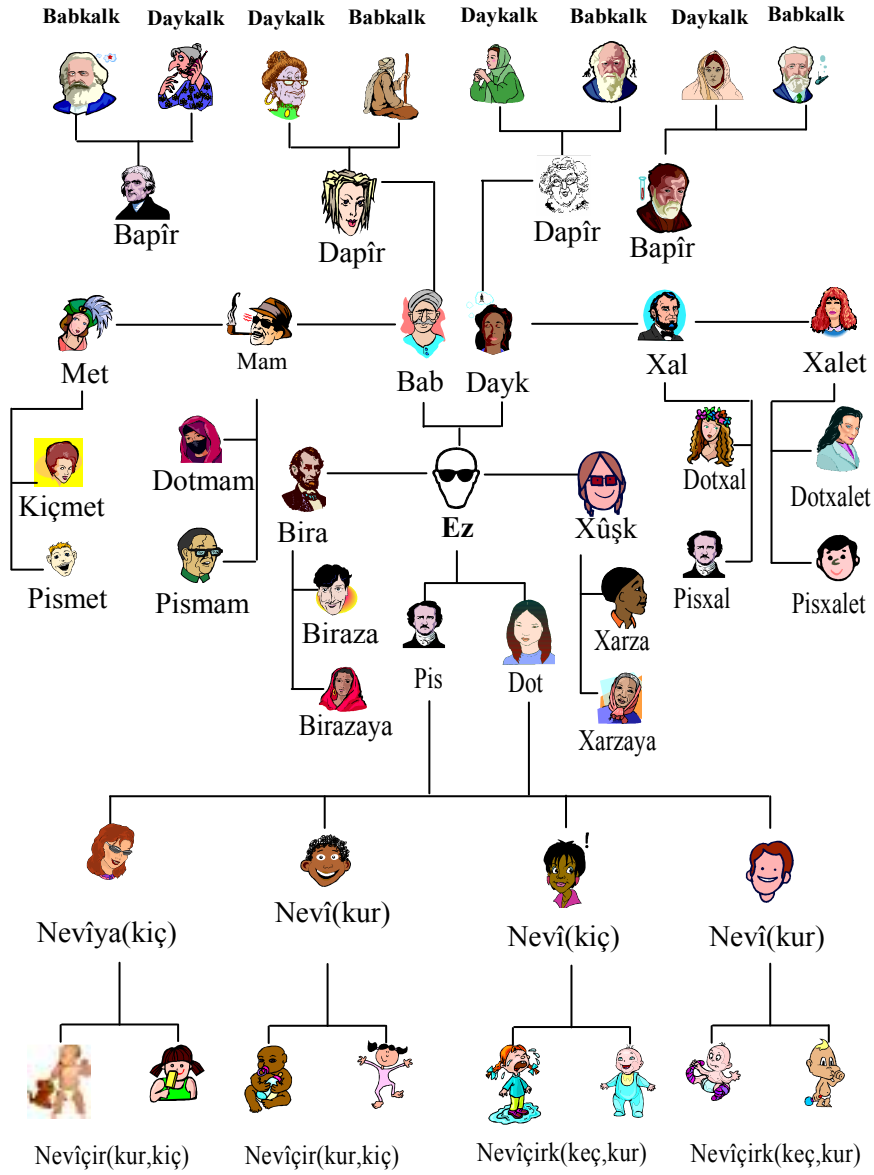 Babkalk Daykalk Daykalk Babkalk Daykalk Babkalk Daykalk Babkalk
Bapîr Dapîr Dapîr Bapîr
Met Mam Bab Dayk Xal Xalet
Kiçmet Dotmam Bira Ez Xûşk Dotxal Dotxalet
Pismet Pismam Biraza Pis Dot Xarza Pisxal Pisxalet
Birazaya Xarzaya
!
Nevîya(kiç) Nevî(kur) Nevî(kiç) Nevî(kur)
Nevîçir(kur,kiç) Nevîçir(kur,kiç) Nevîçirk(keç,kur) Nevîçirk(keç,kur)